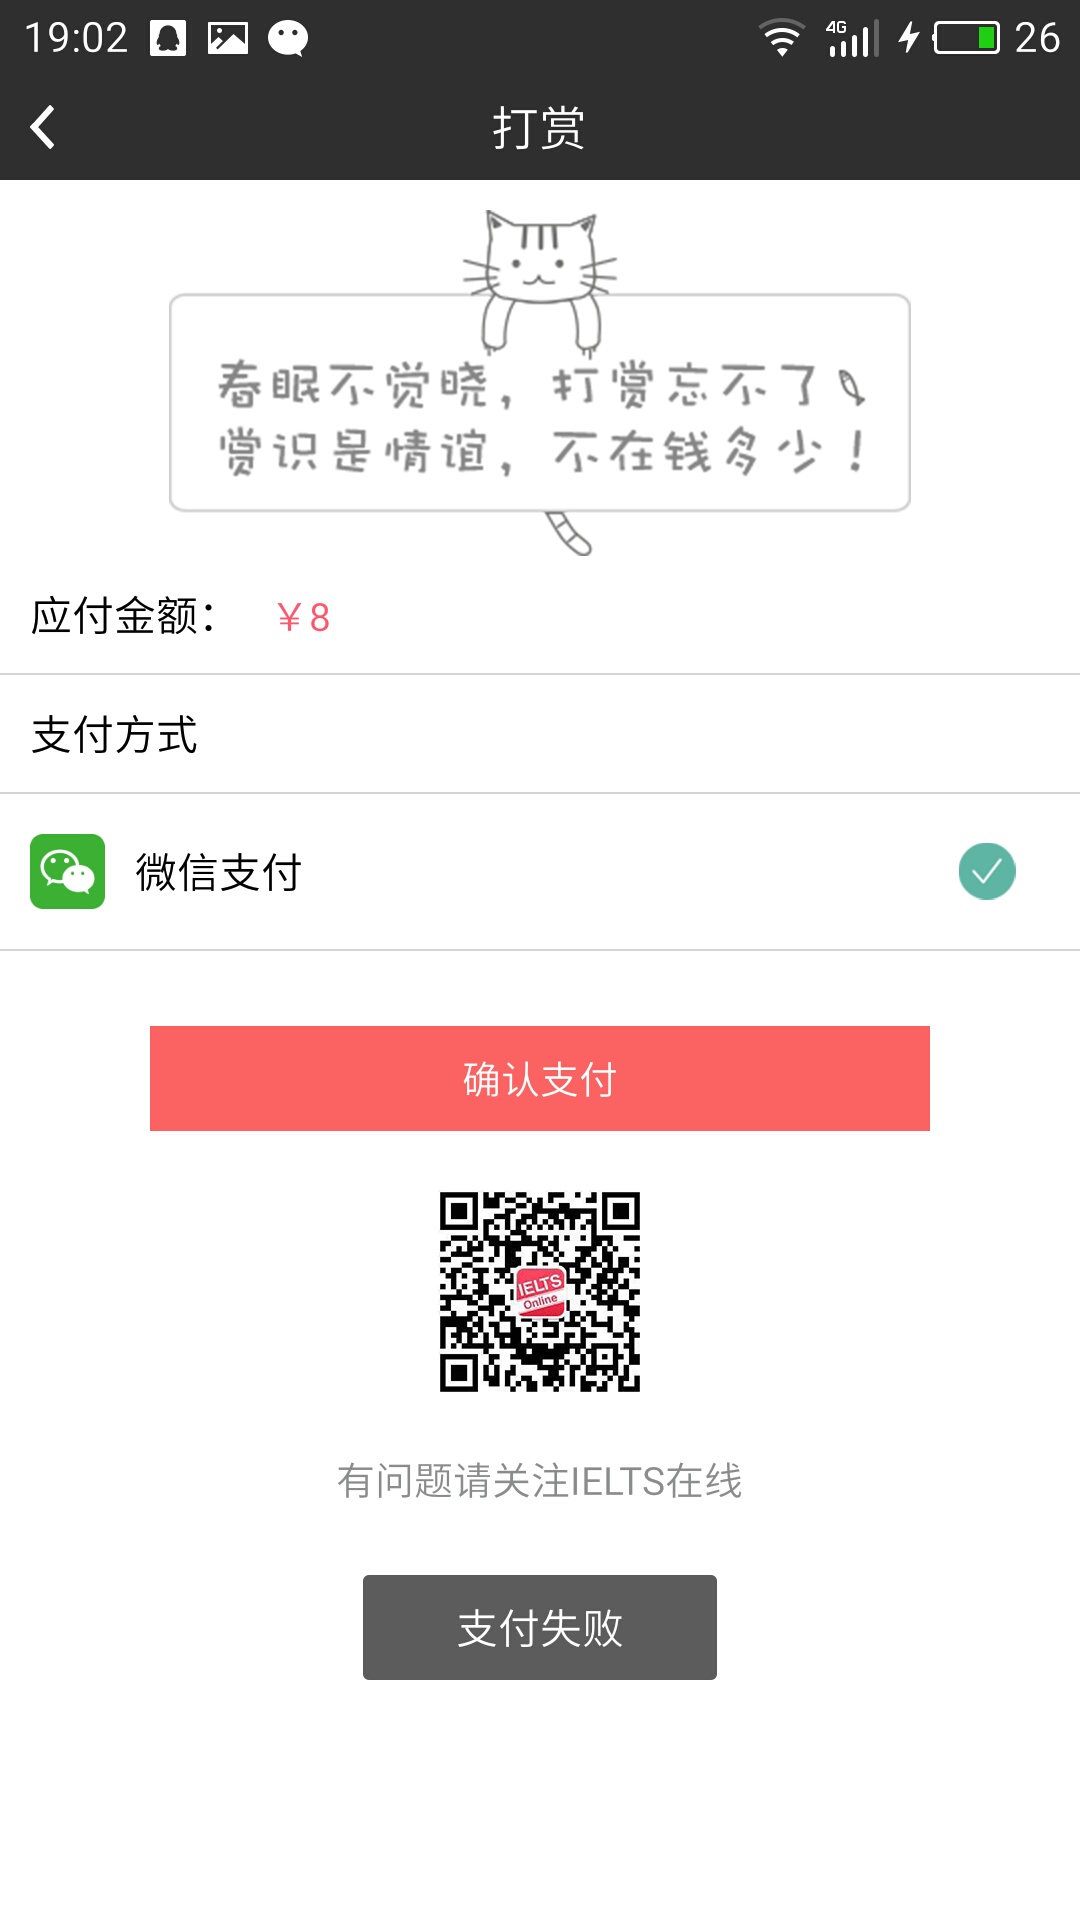 19:02
4G
26
打赏
春眠不觉晓，打赏忘不了
赏识是情谊，不在钱多少！
应付金额： ￥8
支付方式
微信支付
确认支付
IELTS
Online
有问题请关注IELTS在线
支付失败